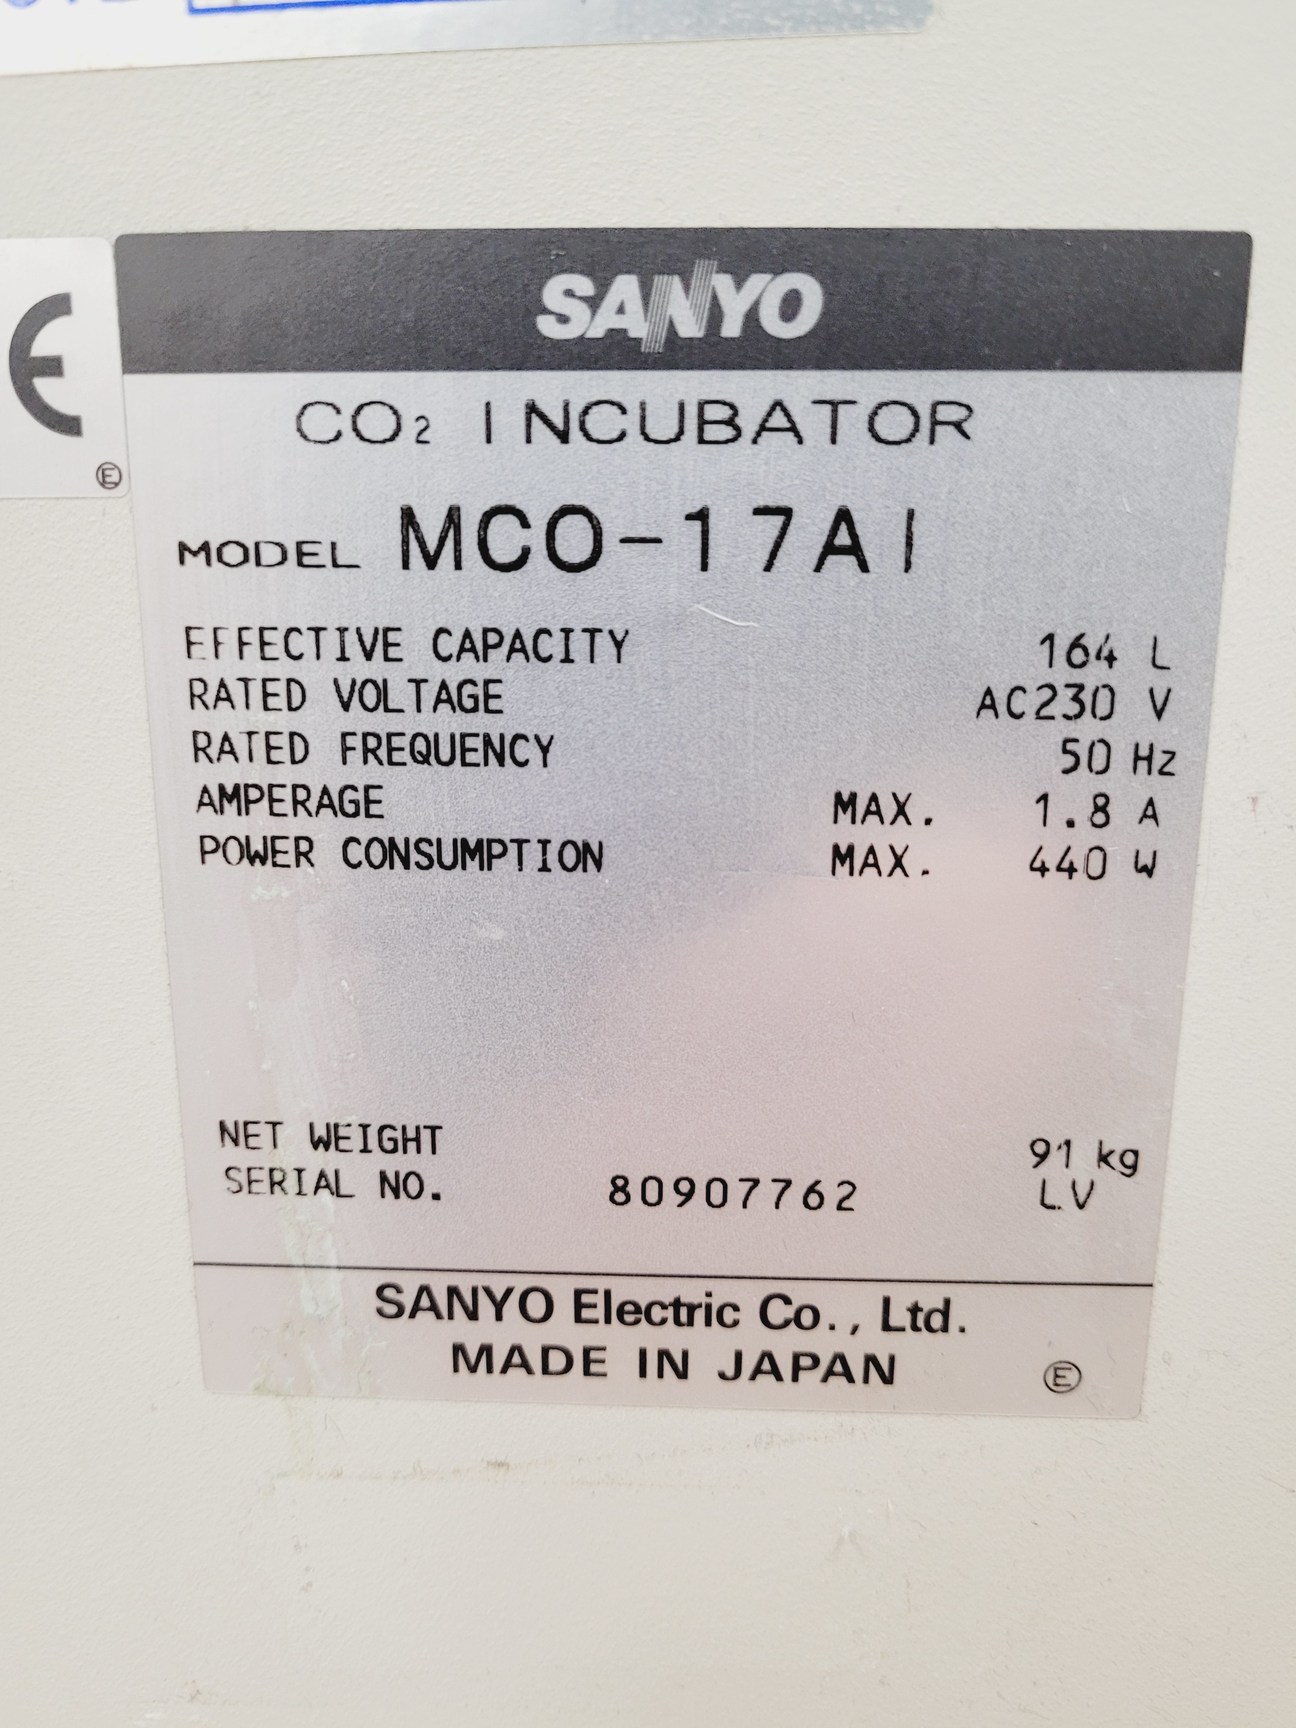 SANYO
CO₂ INCUBATOR
MODEL MCO-17AI
EFFECTIVE CAPACITY 164 L
RATED VOLTAGE AC230 V
RATED FREQUENCY 50 Hz
AMPERAGE MAX. 1.8 A
POWER CONSUMPTION MAX. 440 W
NET WEIGHT 91 kg
SERIAL NO. 80907762 L.V
SANYO Electric Co., Ltd.
MADE IN JAPAN
Ⓔ
Ⓔ